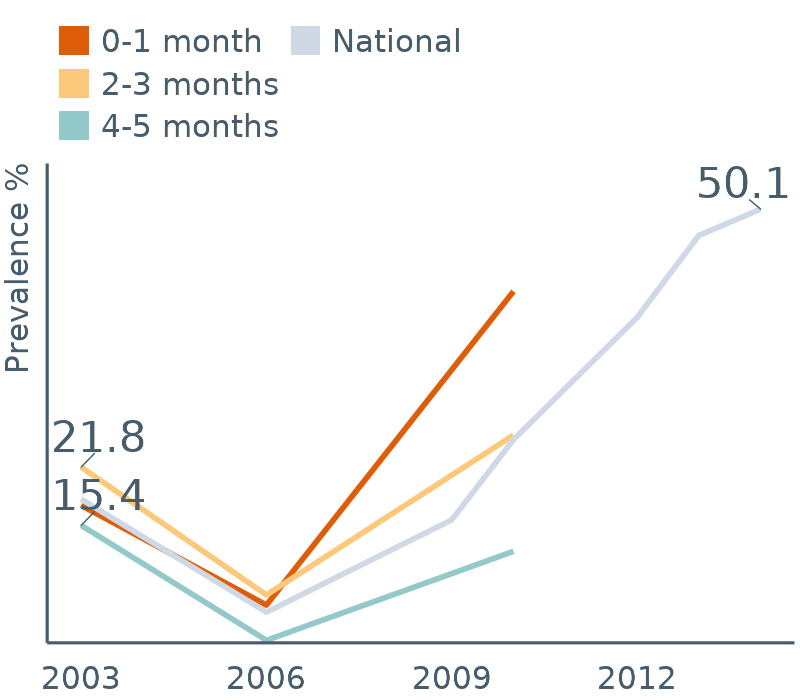 0-1 month National
2-3 months
4-5 months
Prevalence %
50.1
21.8
15.4
2003 2006 2009 2012